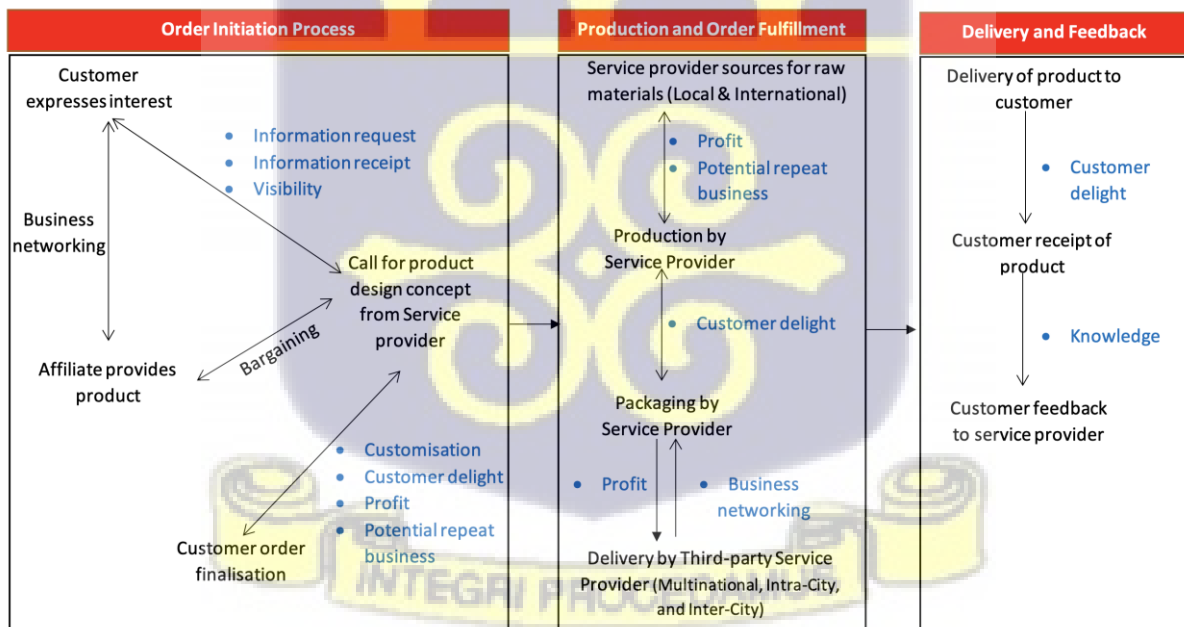 Order Initiation Process
Customer
expresses interest
• Information request
• Information receipt
• Visibility
Business
networking
Call for product
design concept
from Service
provider
Bargaining
Affiliate provides
product
• Customisation
• Customer delight
• Profit
• Potential repeat
business
Customer order
finalisation
Production and Order Fulfillment
Service provider sources for raw
materials (Local & International)
• Profit
• Potential repeat
business
Production by
Service Provider
• Customer delight
Packaging by
Service Provider
• Profit
• Business
networking
Delivery by Third-party Service
Provider (Multinational, Intra-City,
and Inter-City)
Delivery and Feedback
Delivery of product to
customer
• Customer
delight
Customer receipt of
product
• Knowledge
Customer feedback
to service provider
INTEGRI PROCEDAMUS